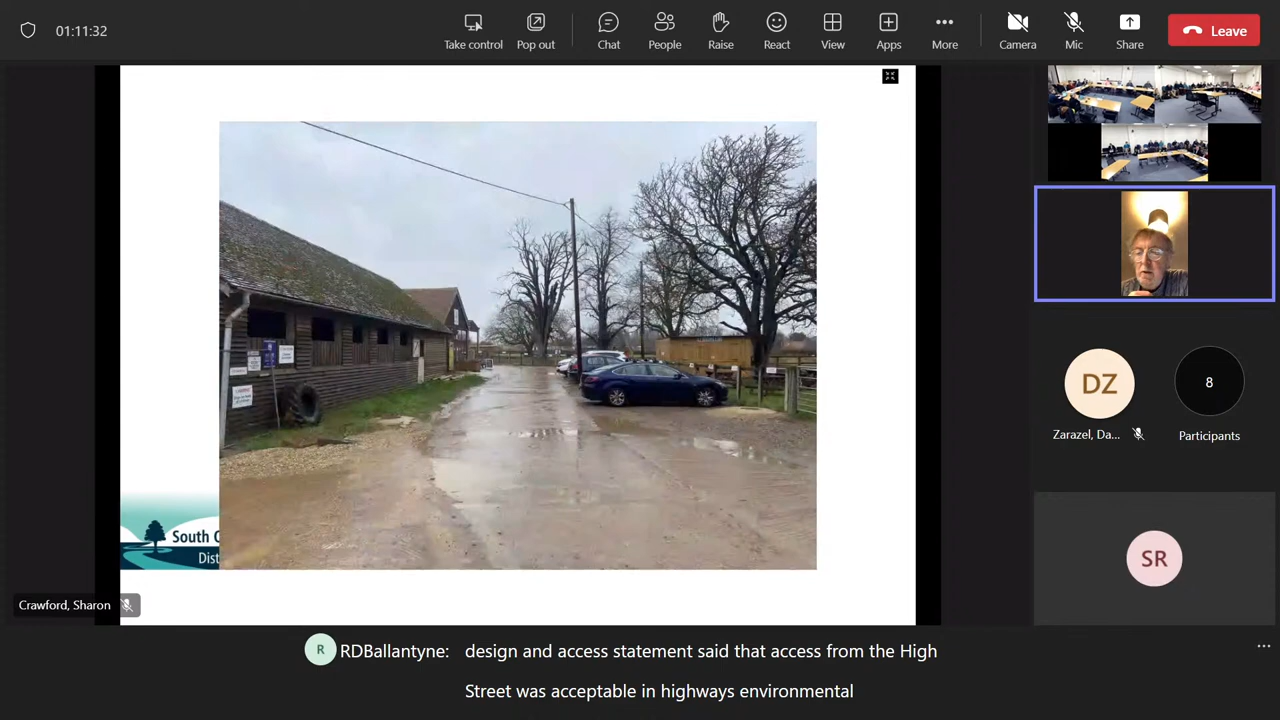 01:11:32
Take control
Pop out
Chat
People
Raise
React
View
Apps
More
Camera
Mic
Share
Leave
South
Dist
DZ
Zarazel, Da...
8
Participants
SR
Crawford, Sharon
R
RDBallantyne: design and access statement said that access from the High
Street was acceptable in highways environmental